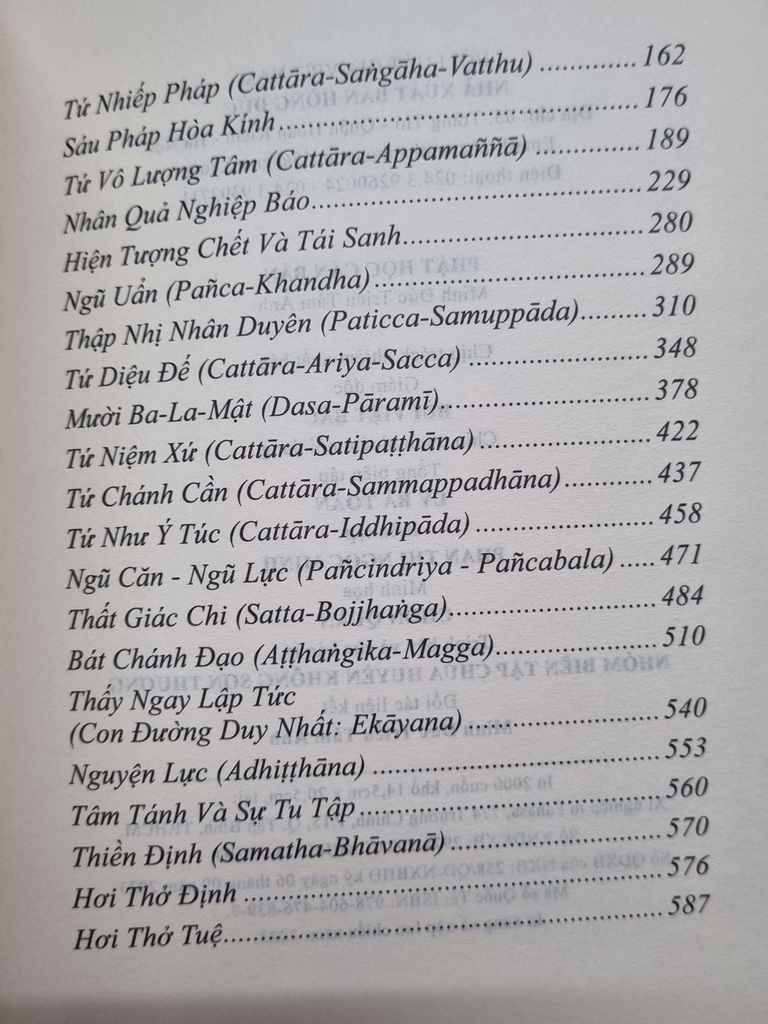 Tứ Nhiếp Pháp (Cattāra-Saṅgāha-Vatthu) ............. 162
Sáu Pháp Hòa Kính ................................................ 176
Tứ Vô Lượng Tâm (Cattāra-Appamaññā) .............. 189
Nhân Quả Nghiệp Báo............................................ 229
Hiện Tượng Chết Và Tái Sanh................................. 280
Ngũ Uẩn (Pañca-Khandha) .................................... 289
Thập Nhị Nhân Duyên (Paticca-Samuppāda)......... 310
Tứ Diệu Đế (Cattāra-Ariya-Sacca) ........................ 348
Mười Ba-La-Mật (Dasa-Pāramī)............................ 378
Tứ Niệm Xứ (Cattāra-Satipaṭṭhāna) ...................... 422
Tứ Chánh Cần (Cattāra-Sammappadhāna)............ 437
Tứ Như Ý Túc (Cattāra-Iddhipāda) ........................ 458
Ngũ Căn - Ngũ Lực (Pañcindriya - Pañcabala) ..... 471
Thất Giác Chi (Satta-Bojjhaṅga)............................ 484
Bát Chánh Đạo (Aṭṭhaṅgika-Magga)...................... 510
Thấy Ngay Lập Tức
(Con Đường Duy Nhất: Ekāyana) .......................... 540
Nguyện Lực (Adhiṭṭhāna) ...................................... 553
Tâm Tánh Và Sự Tu Tập ......................................... 560
Thiền Định (Samatha-Bhāvanā) ............................ 570
Hơi Thở Định ......................................................... 576
Hơi Thở Tuệ............................................................ 587